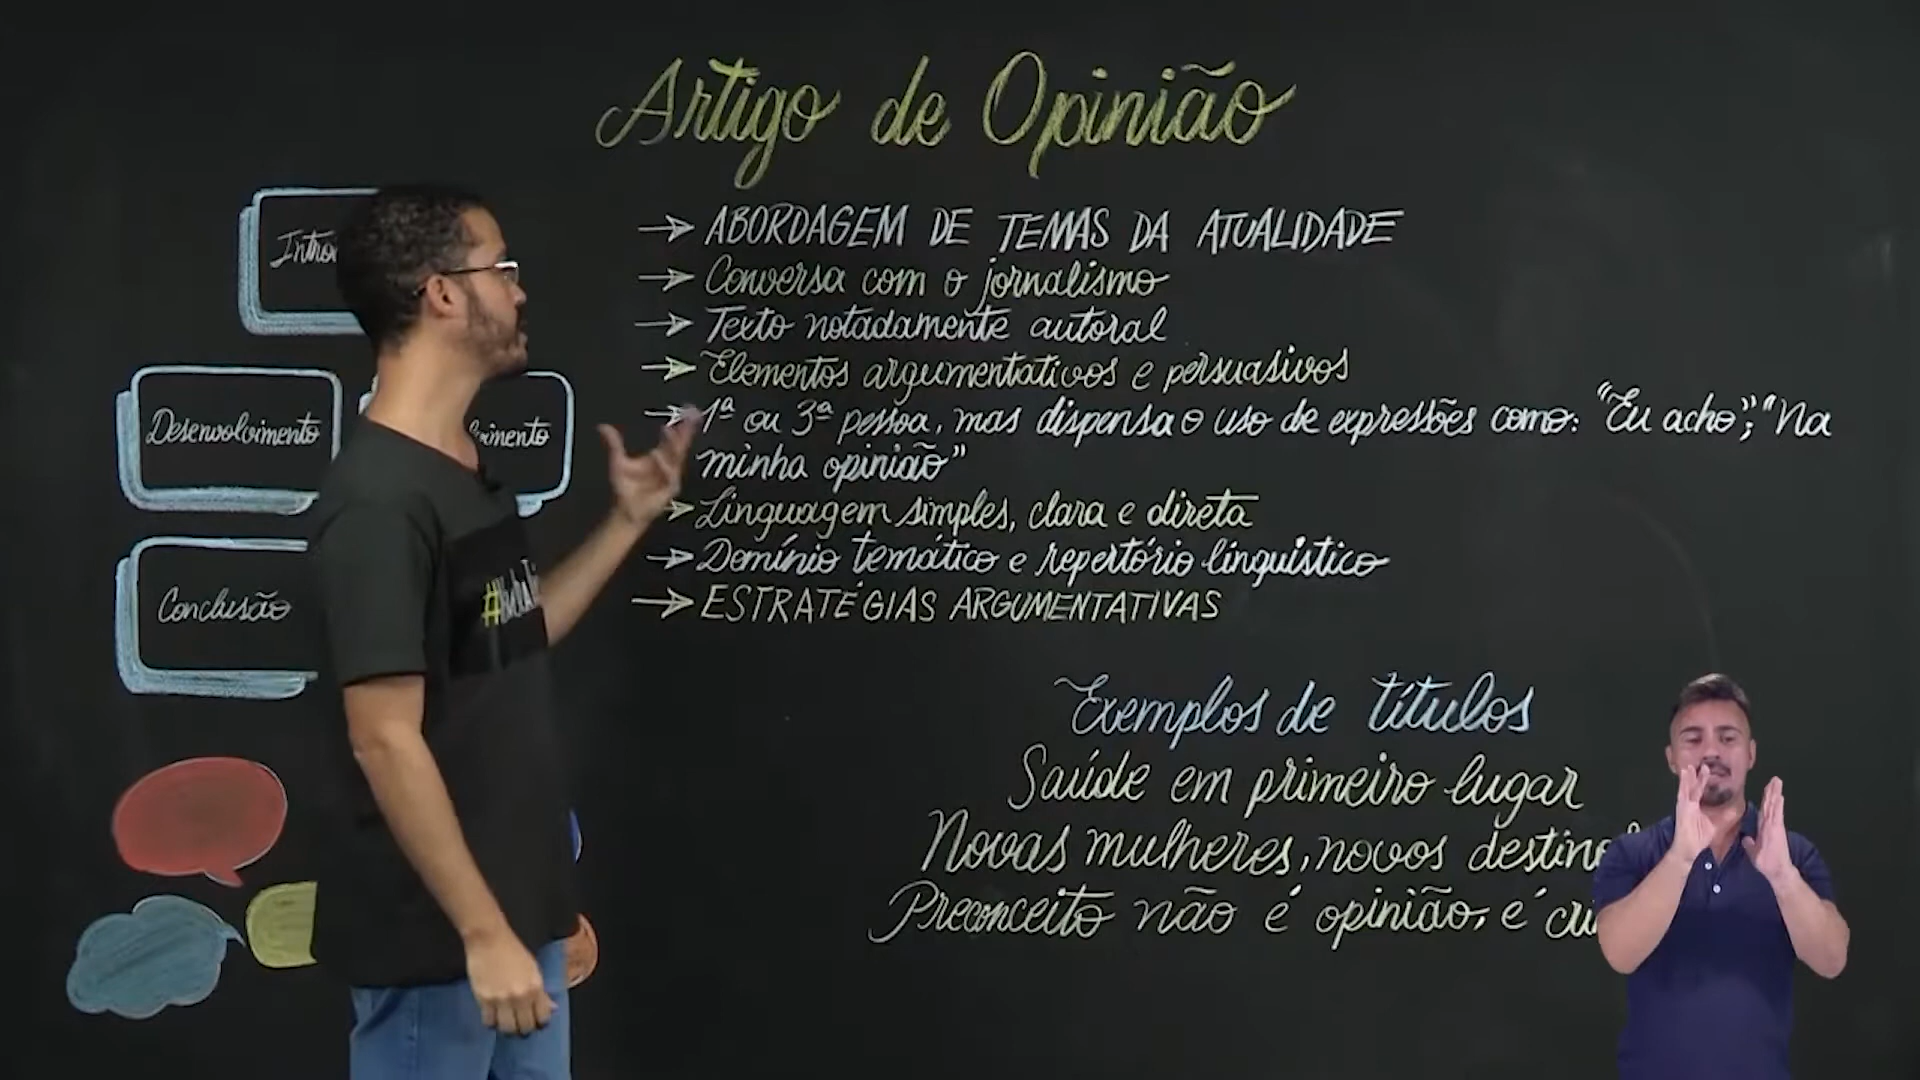 Artigo de Opinião
→ ABORDAGEM DE TEMAS DA ATUALIDADE
→ Conversa com o jornalismo
→ Texto notadamente autoral
→ Elementos argumentativos e persuasivos
→ 1ª ou 3ª pessoa, mas dispensa o uso de expressões como: "Eu acho"; "Na
minha opinião"
→ Linguagem simples, clara e direta
→ Domínio temático e repertório linguístico
→ ESTRATÉGIAS ARGUMENTATIVAS
Desenvolvimento
Conclusão
Exemplos de títulos
Saúde em primeiro lugar
Novas mulheres, novos
Preconceito não é opinião, é